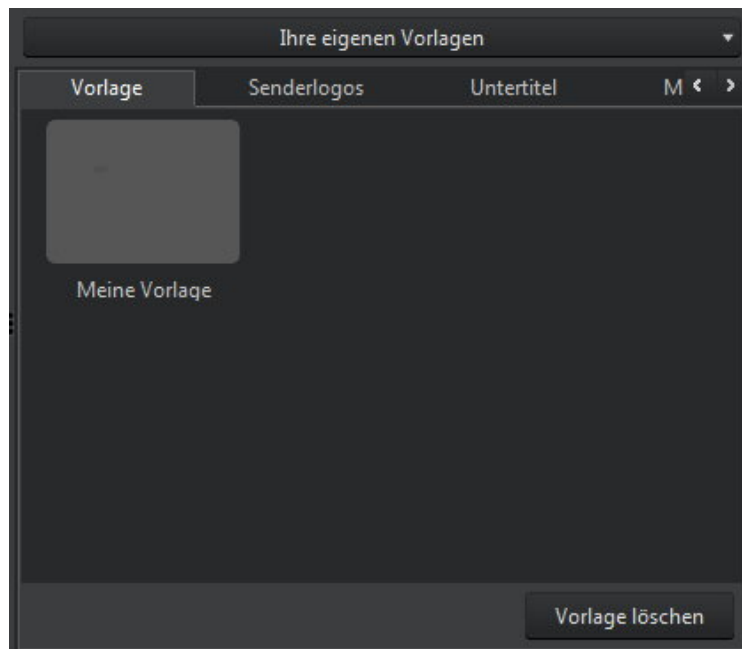 Ihre eigenen Vorlagen
Vorlage Senderlogos Untertitel M
Meine Vorlage
Vorlage löschen